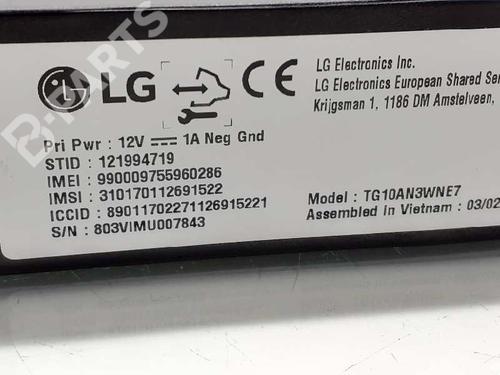 B-PARTS
LG
CE
LG Electronics Inc.
LG Electronics European Shared Ser
Krijgsman 1, 1186 DM Amstelveen,
Pri Pwr : 12V 1A Neg Gnd
STID : 121994719
IMEI : 990009755960286
IMSI : 310170112691522
ICCID : 89011702271126915221
S/N : 803VIMU007843
Model : TG10AN3WNE7
Assembled In Vietnam : 03/02